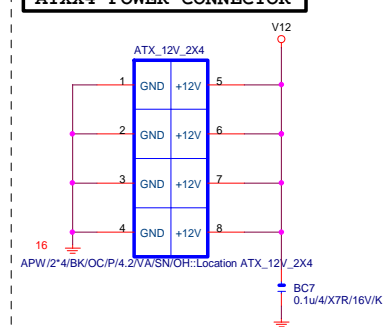 ATXX4 POWER CONNECTOR
V12
ATX_12V_2X4
1 GND +12V 5
2 GND +12V 6
3 GND +12V 7
4 GND +12V 8
16
APW/2*4/BK/OC/P/4.2/VA/SN/OH::Location ATX_12V_2X4
BC7
0.1u/4/X7R/16V/K